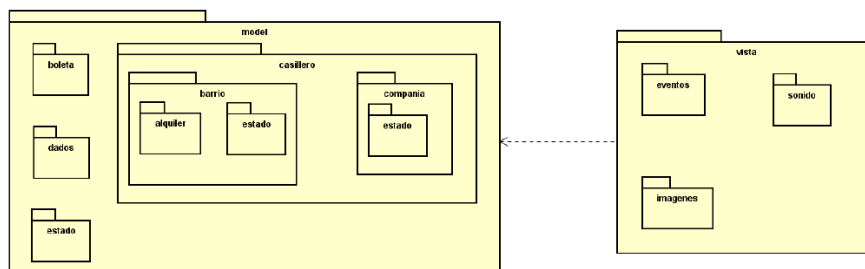 model
boleta
casillero
barrio
compania
alquiler
estado
estado
dados
estado
vista
eventos
sonido
imagenes